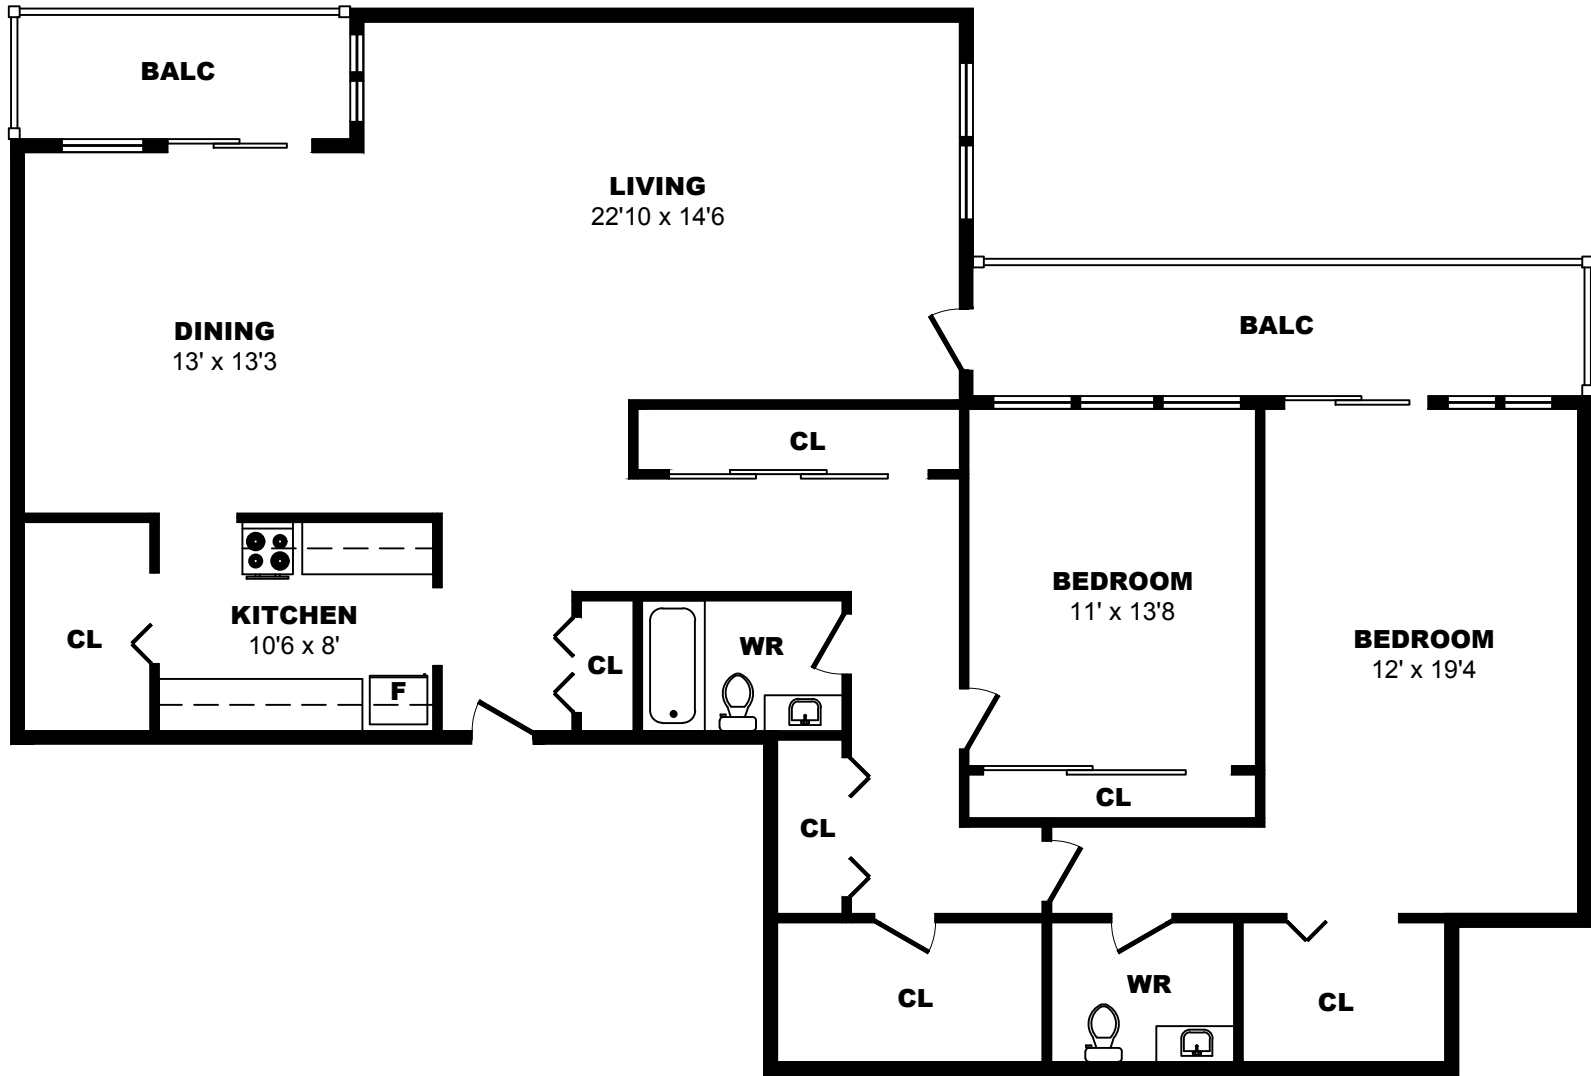 BALC
LIVING
22'10 x 14'6
DINING
13' x 13'3
BALC
CL
BEDROOM
11' x 13'8
KITCHEN
10'6 x 8'
CL
CL
WR
BEDROOM
12' x 19'4
F
CL
CL
CL
WR
CL